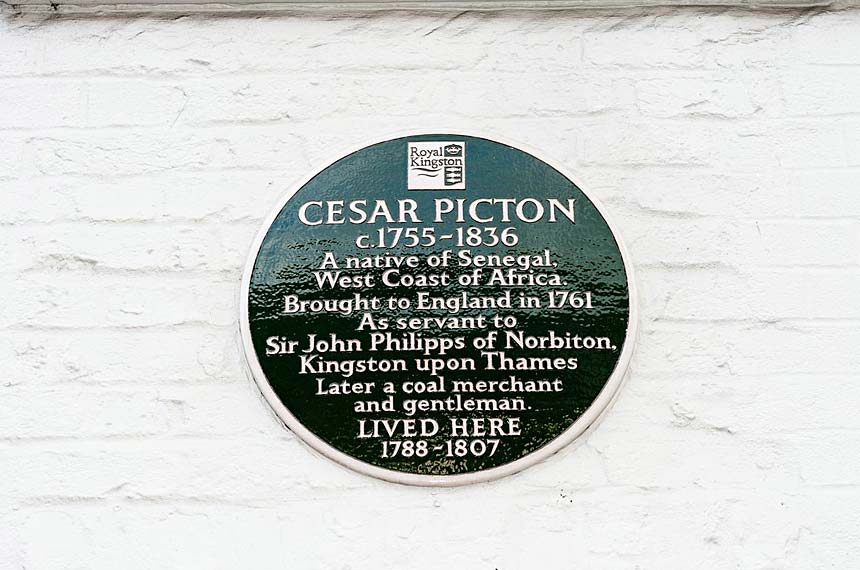 Royal
Kingston
CESAR PICTON
c.1755-1836
A native of Senegal,
West Coast of Africa.
Brought to England in 1761
As servant to
Sir John Philipps of Norbiton,
Kingston upon Thames
Later a coal merchant
and gentleman.
LIVED HERE
1788-1807